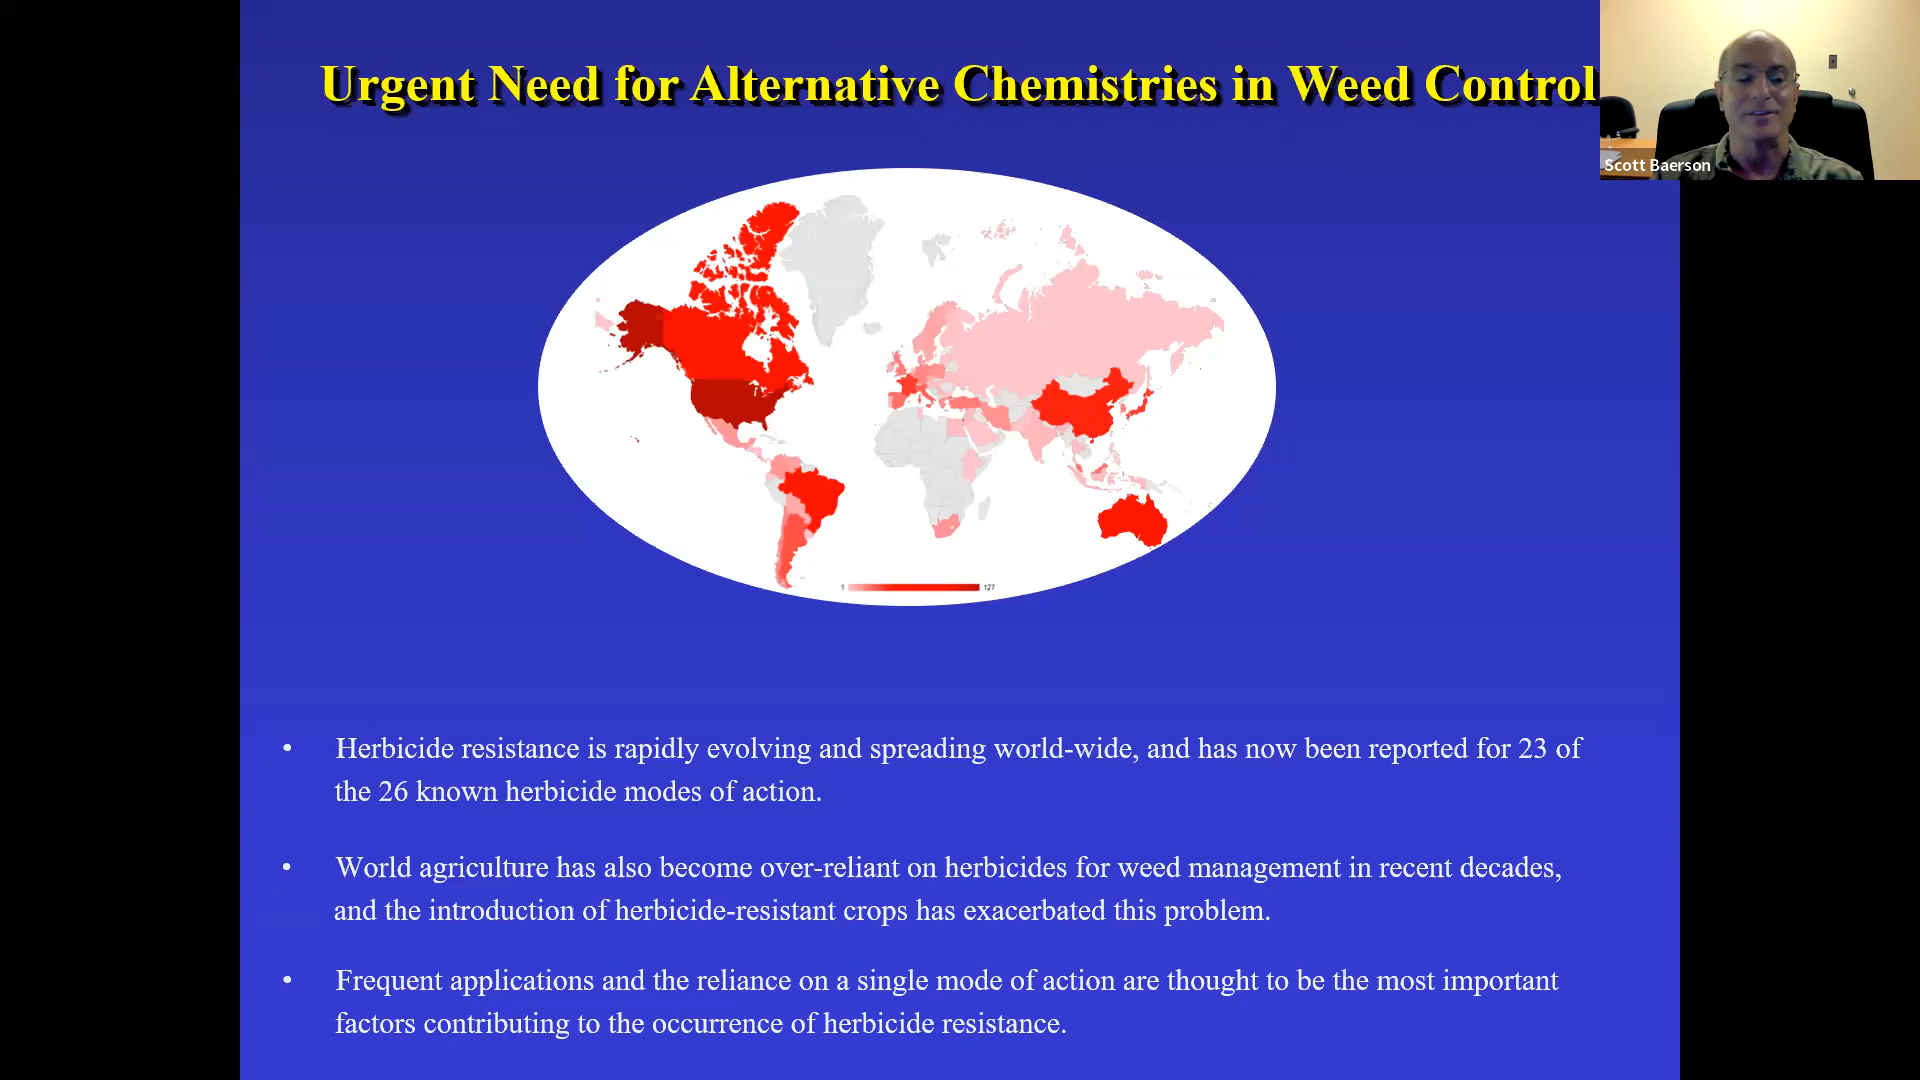 Urgent Need for Alternative Chemistries in Weed Control
Scott Baerson
1 127
• Herbicide resistance is rapidly evolving and spreading world-wide, and has now been reported for 23 of
the 26 known herbicide modes of action.
• World agriculture has also become over-reliant on herbicides for weed management in recent decades,
and the introduction of herbicide-resistant crops has exacerbated this problem.
• Frequent applications and the reliance on a single mode of action are thought to be the most important
factors contributing to the occurrence of herbicide resistance.